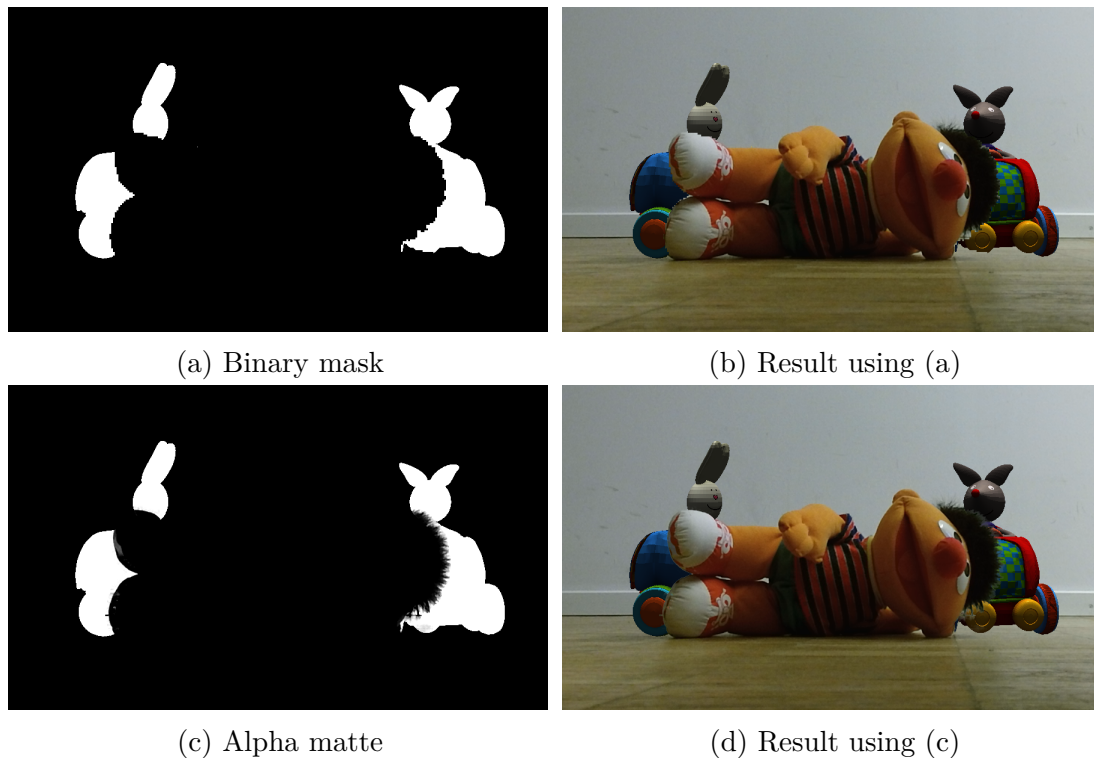 (a) Binary mask
(b) Result using (a)
(c) Alpha matte
(d) Result using (c)